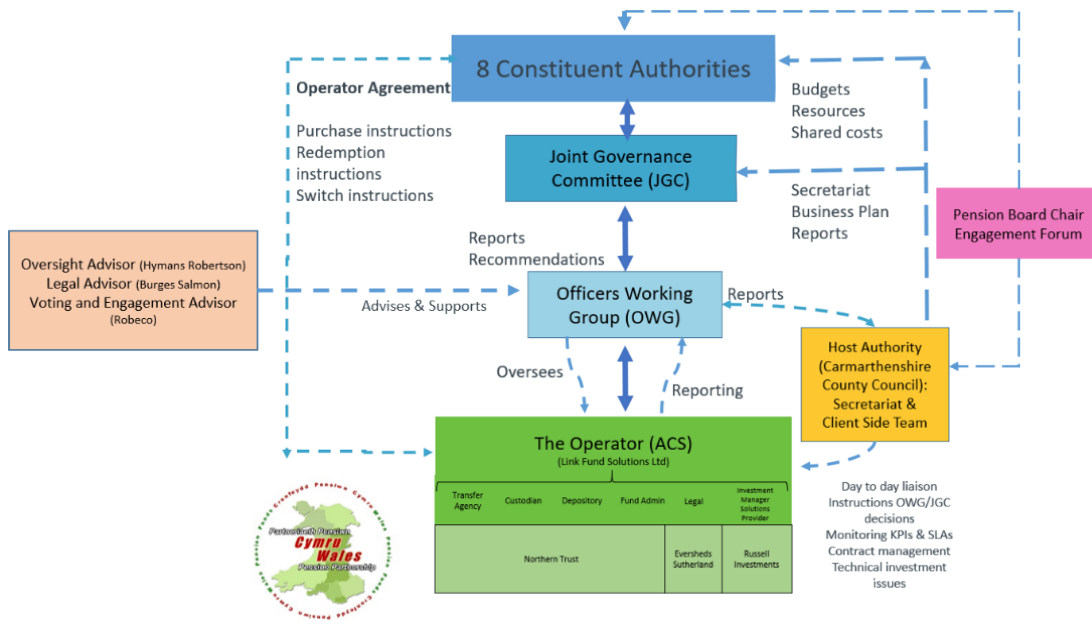 8 Constituent Authorities
Operator Agreement
Purchase instructions
Redemption
instructions
Switch instructions
Budgets
Resources
Shared costs
Joint Governance
Committee (JGC)
Secretariat
Business Plan
Reports
Pension Board Chair
Engagement Forum
Oversight Advisor (Hymans Robertson)
Legal Advisor (Burges Salmon)
Voting and Engagement Advisor
(Robeco)
Reports
Recommendations
Advises & Supports
Officers Working
Group (OWG)
Reports
Host Authority
(Carmarthenshire
County Council):
Secretariat &
Client Side Team
Oversees
Reporting
The Operator (ACS)
(Link Fund Solutions Ltd)
Transfer
Agency
Custodian
Depository
Fund Admin
Legal
Investment
Manager
Solutions
Provider
Northern Trust
Eversheds
Sutherland
Russell
Investments
Day to day liaison
Instructions OWG/JGC
decisions
Monitoring KPIs & SLAs
Contract management
Technical investment
issues
Partneriaeth Pensiwn
Cymru
Wales
Pension Partnership